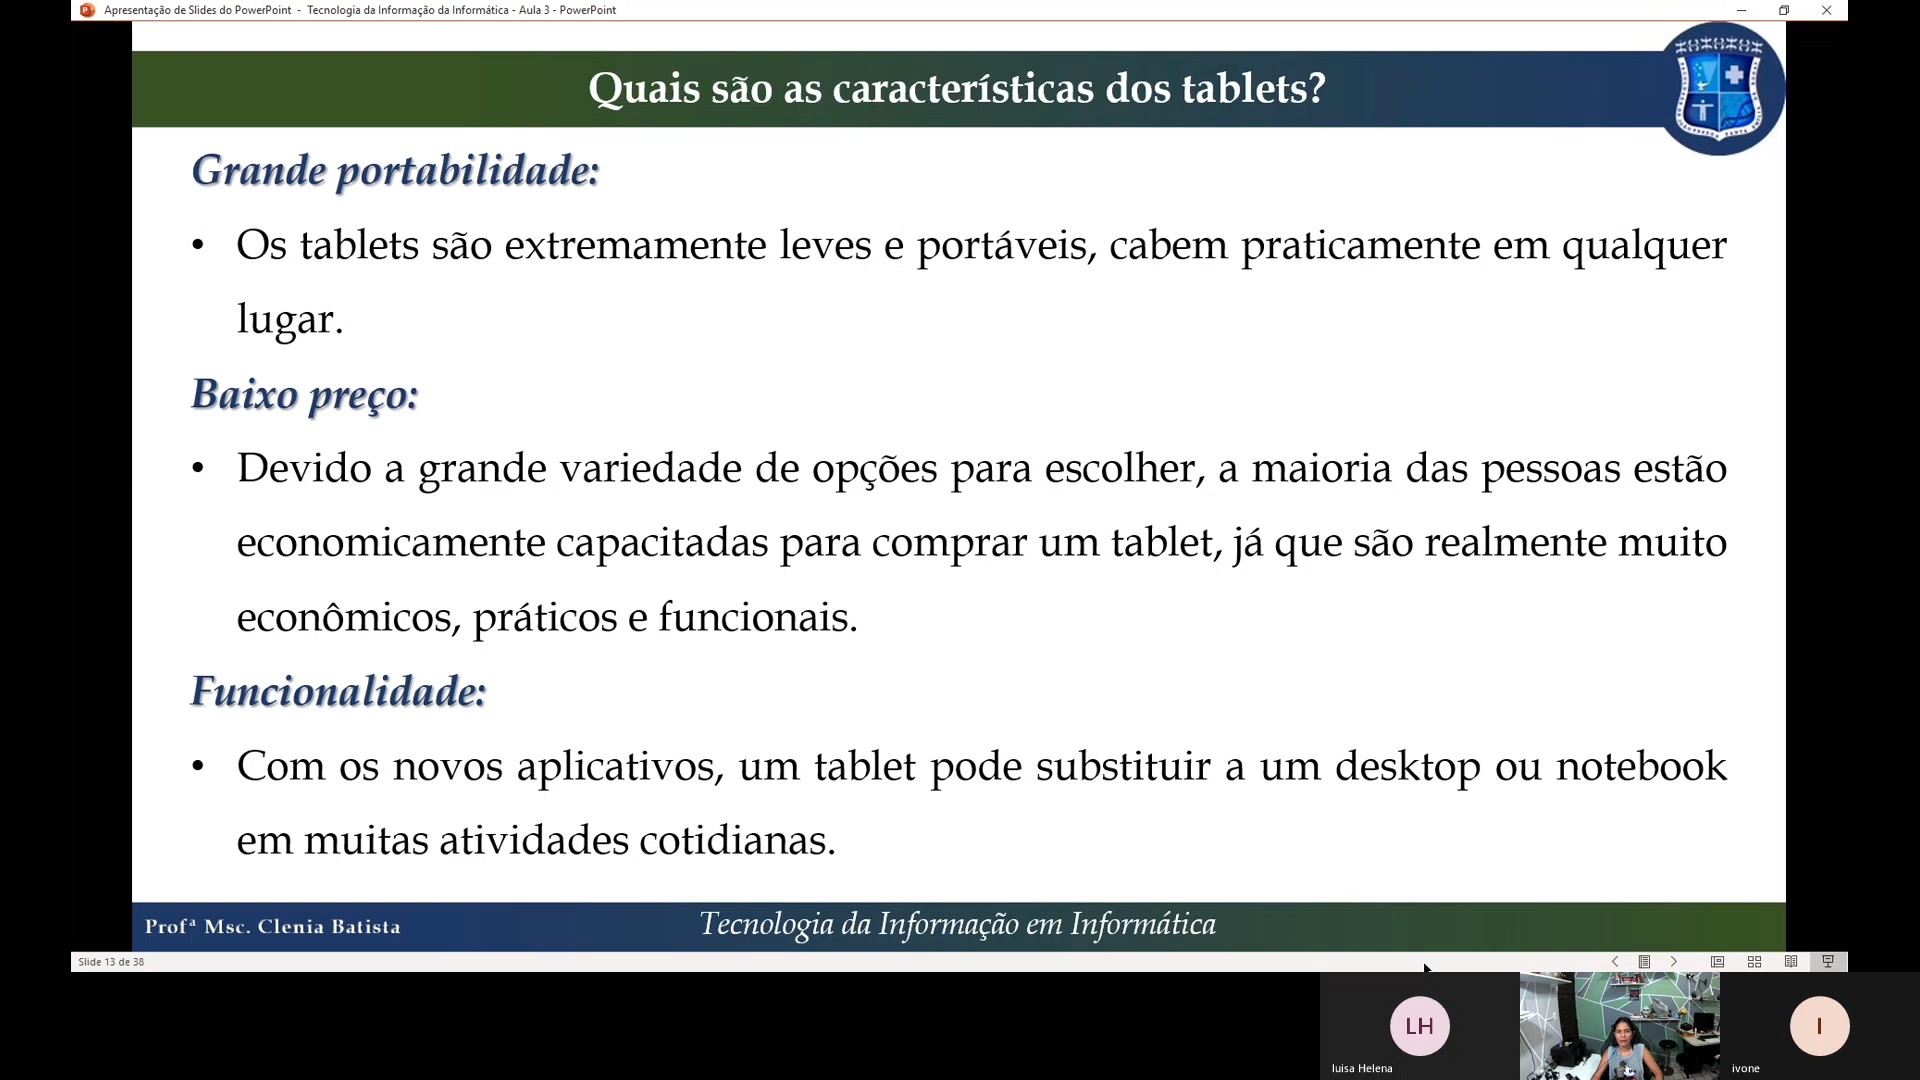 Apresentação de Slides do PowerPoint - Tecnologia da Informação da Informática - Aula 3 - PowerPoint
Quais são as características dos tablets?
Grande portabilidade:
• Os tablets são extremamente leves e portáveis, cabem praticamente em qualquer
lugar.
Baixo preço:
• Devido a grande variedade de opções para escolher, a maioria das pessoas estão
economicamente capacitadas para comprar um tablet, já que são realmente muito
econômicos, práticos e funcionais.
Funcionalidade:
• Com os novos aplicativos, um tablet pode substituir a um desktop ou notebook
em muitas atividades cotidianas.
Profª Msc. Clenia Batista
Tecnologia da Informação em Informática
Slide 13 de 38
LH
I
luisa Helena
ivone